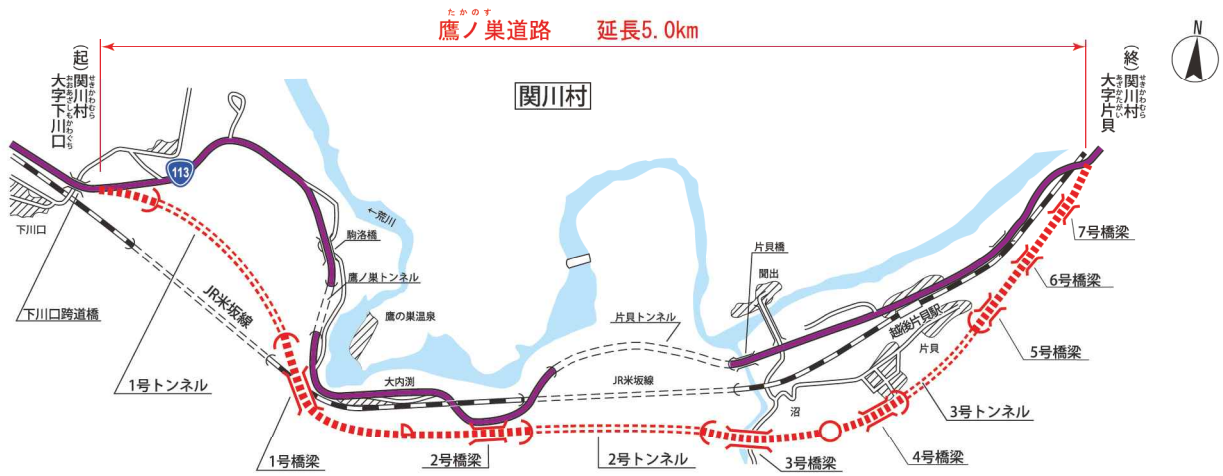 たかのす
鷹ノ巣道路 延長5.0km
N
(起)関川村
せきかわむら
大字下川口
おおあざしもかわぐち
関川村
(終)関川村
せきかわむら
大字片貝
あざかたがい
113
下川口
←荒川
駒洛橋
片貝橋
聞出
7号橋梁
6号橋梁
鷹ノ巣トンネル
下川口跨道橋
JR米坂線
鷹の巣温泉
片貝トンネル
越後片貝駅
片貝
5号橋梁
1号トンネル
大内渕
JR米坂線
沼
3号トンネル
1号橋梁
2号橋梁
2号トンネル
3号橋梁
4号橋梁